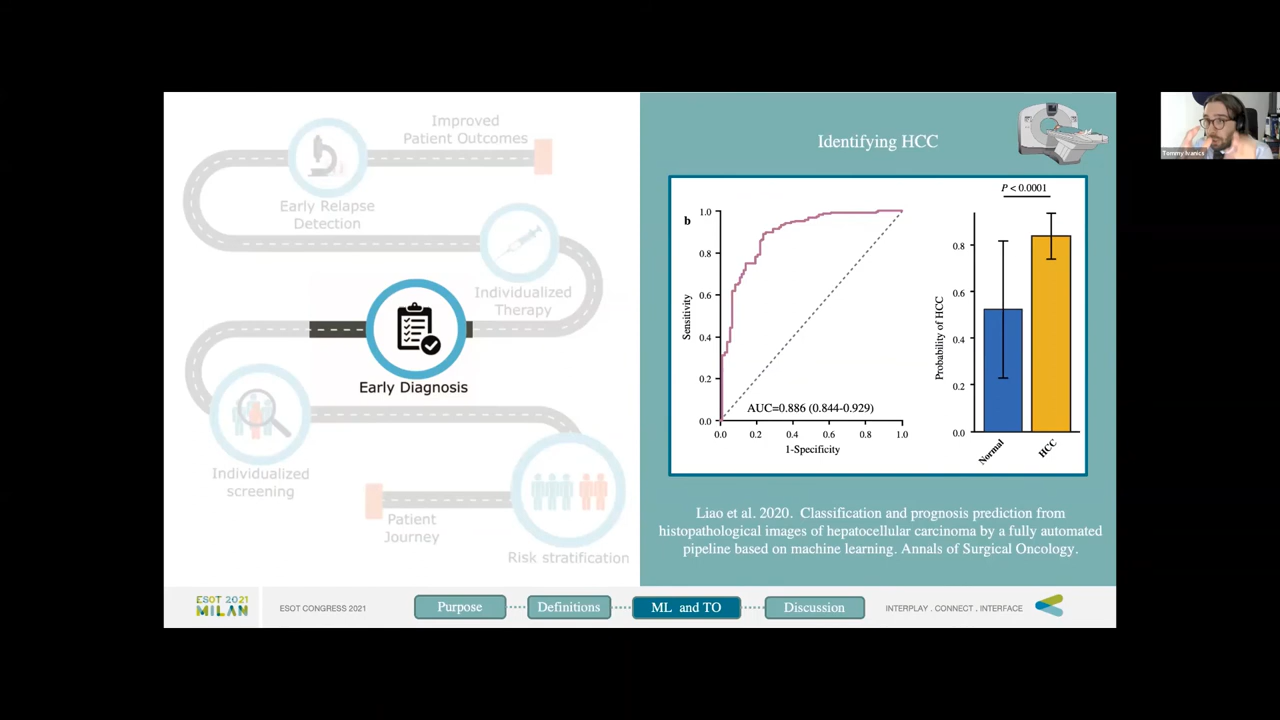 Improved
Patient Outcomes
Early Relapse
Detection
Individualized
Therapy
Early Diagnosis
Individualized
screening
Patient
Journey
Risk stratification
Identifying HCC
b
Sensitivity
1.0
0.8
0.6
0.4
0.2
0.0
AUC=0.886 (0.844-0.929)
0.0 0.2 0.4 0.6 0.8 1.0
1-Specificity
P < 0.0001
Probability of HCC
0.8
0.6
0.4
0.2
0.0
Normal
HCC
Liao et al. 2020. Classification and prognosis prediction from
histopathological images of hepatocellular carcinoma by a fully automated
pipeline based on machine learning. Annals of Surgical Oncology.
ESOT 2021
MILAN
ESOT CONGRESS 2021
Purpose
Definitions
ML and TO
Discussion
INTERPLAY . CONNECT . INTERFACE
Tommy Ivanics